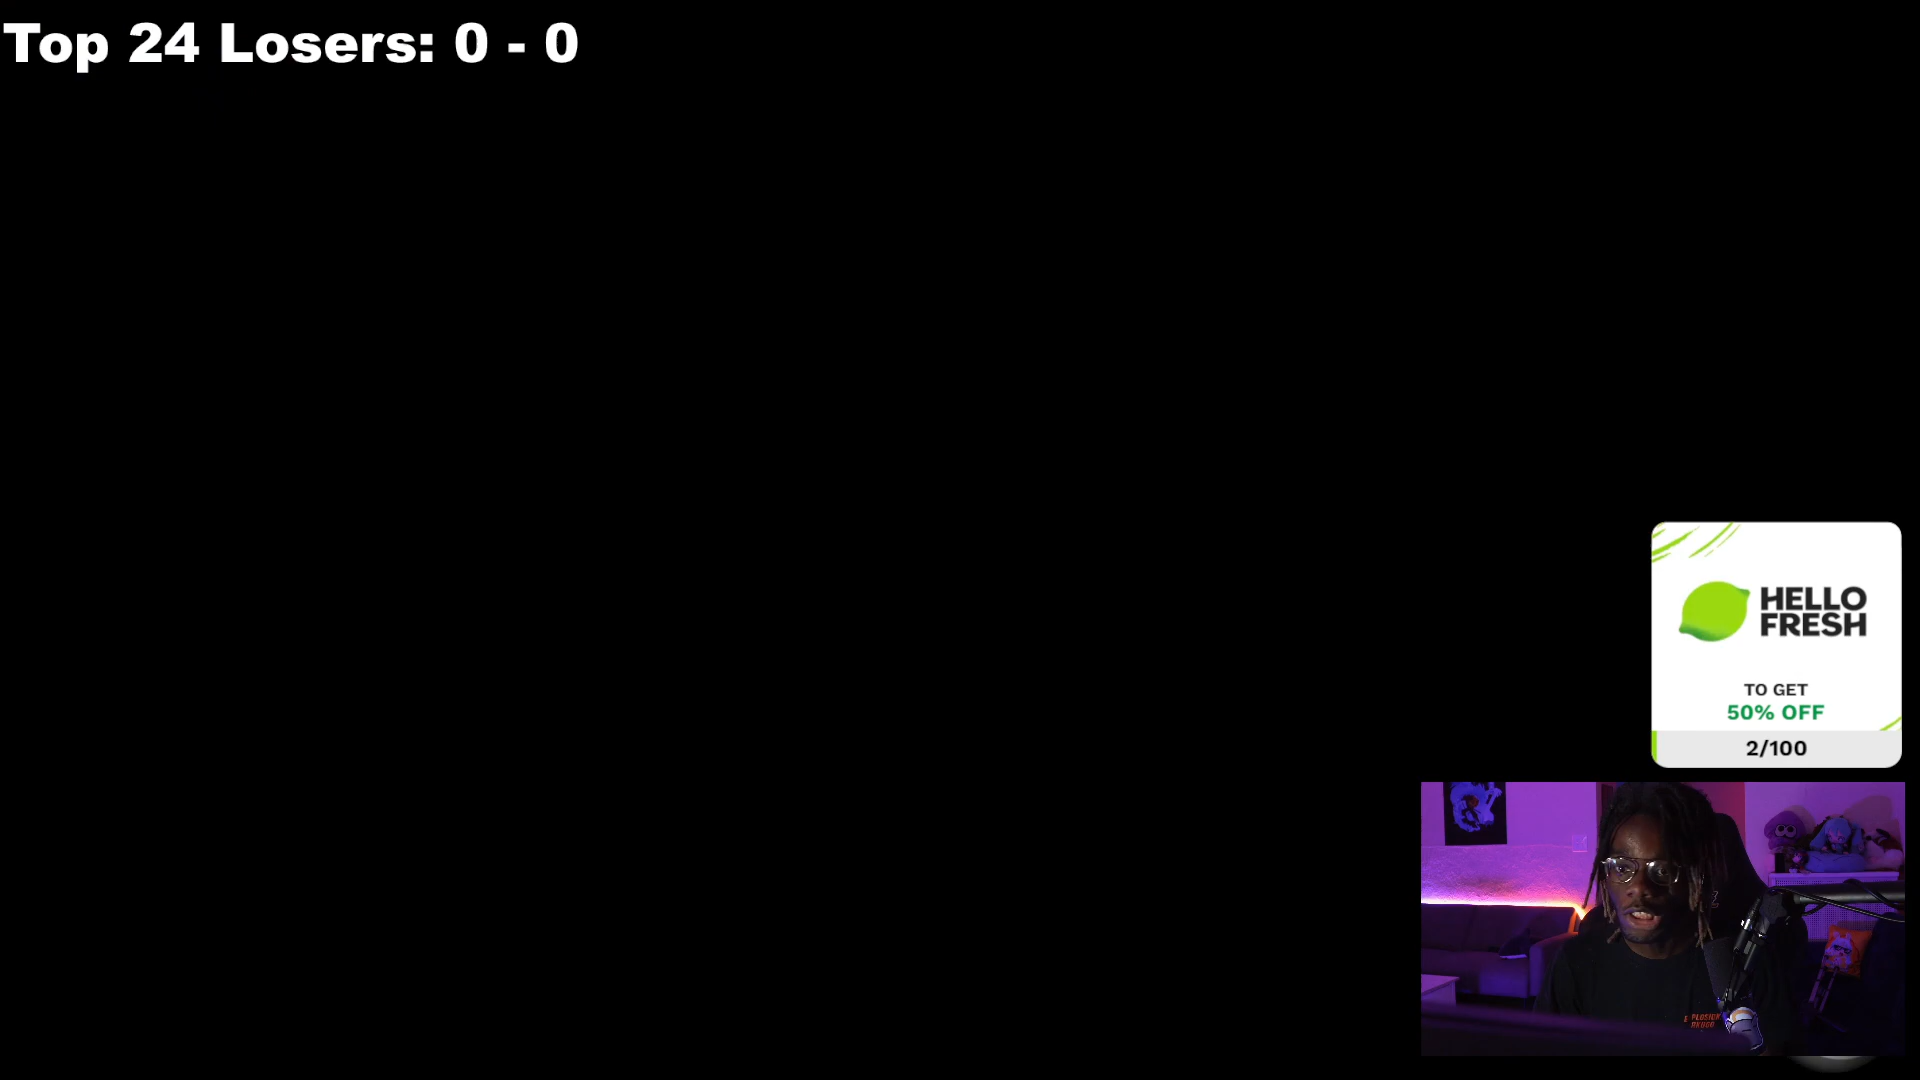 Top 24 Losers: 0 - 0
HELLO
FRESH
TO GET
50% OFF
2/100